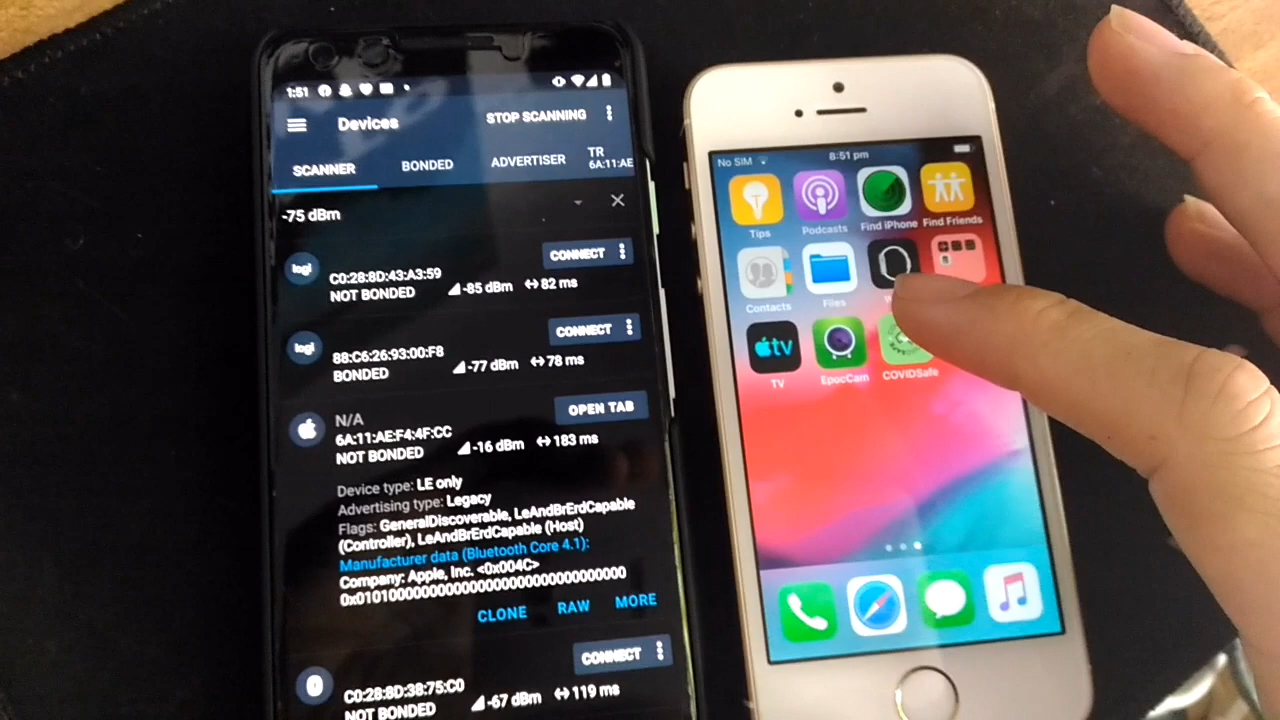 1:51
Devices
STOP SCANNING
SCANNER
BONDED
ADVERTISER
TR
6A:11:AE
-75 dBm
logi
C0:28:8D:43:A3:59
NOT BONDED
-85 dBm
82 ms
CONNECT
logi
88:C6:26:93:00:F8
BONDED
-77 dBm
78 ms
CONNECT
N/A
6A:11:AE:F4:4F:CC
NOT BONDED
-16 dBm
183 ms
OPEN TAB
Device type: LE only
Advertising type: Legacy
Flags: GeneralDiscoverable, LeAndBrErdCapable
(Controller), LeAndBrErdCapable (Host)
Manufacturer data (Bluetooth Core 4.1):
Company: Apple, Inc. <0x004C>
CLONE RAW MORE
C0:28:8D:38:75:C0
NOT BONDED
-67 dBm
119 ms
CONNECT
No SIM
8:51 pm
Tips
Podcasts
Find iPhone
Find Friends
Contacts
Files
tv
TV
EpocCam
COVIDSafe